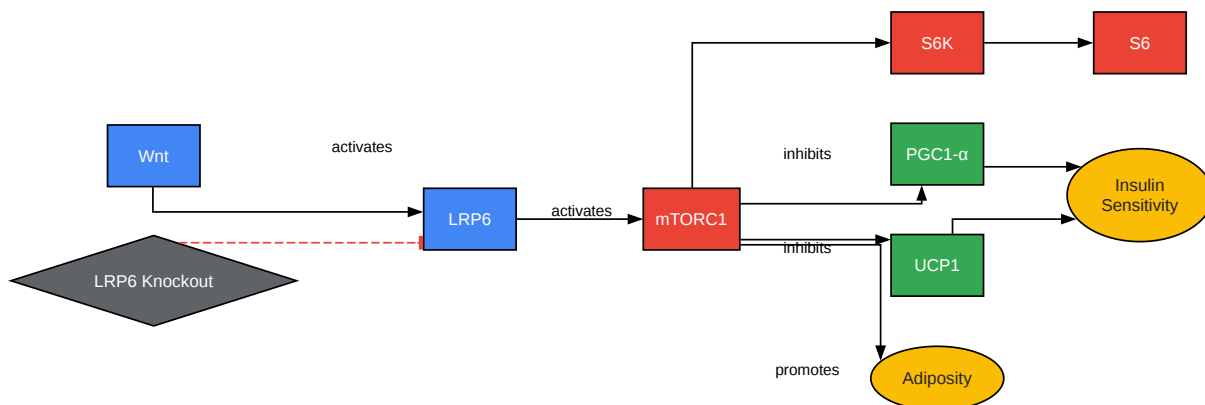 S6K
S6
Wnt
activates
inhibits
PGC1-α
Insulin
Sensitivity
LRP6
activates
mTORC1
inhibits
UCP1
LRP6 Knockout
promotes
Adiposity